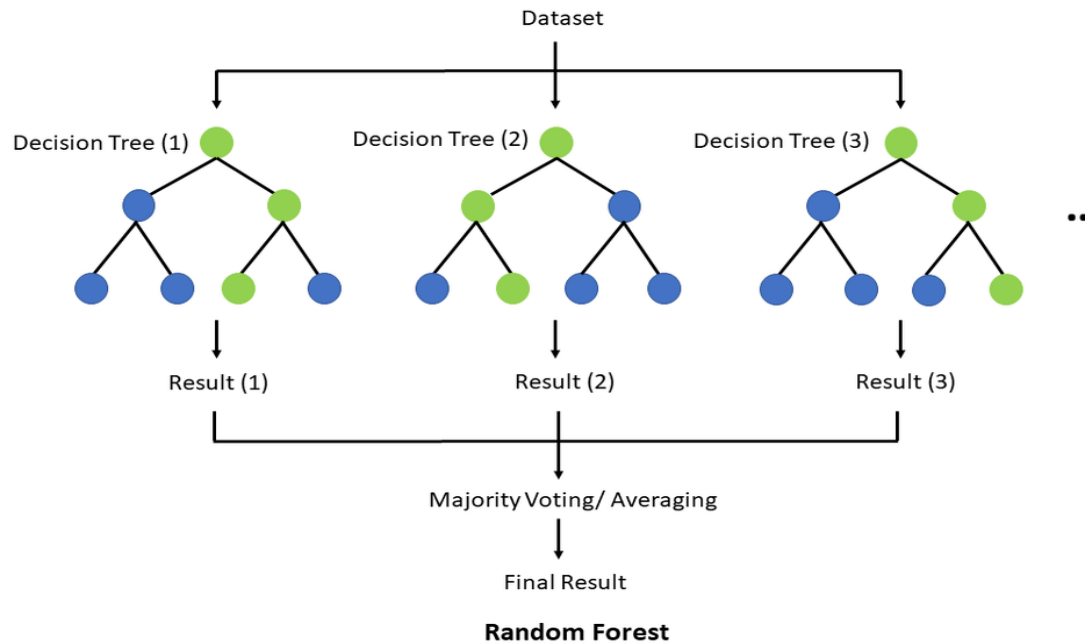 Dataset
Decision Tree (1)
Decision Tree (2)
Decision Tree (3)
...
Result (1)
Result (2)
Result (3)
Majority Voting/ Averaging
Final Result
Random Forest